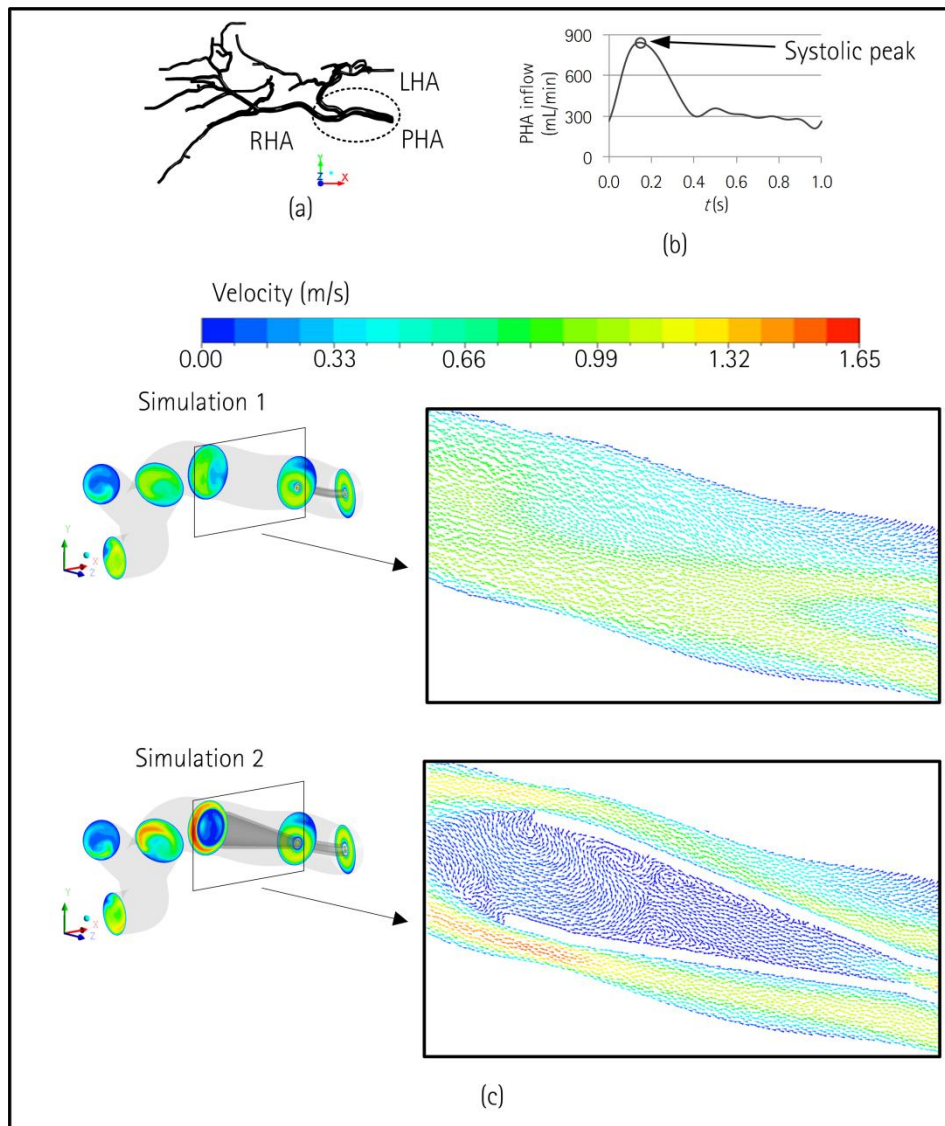 LHA
RHA
PHA
Y
Z
X
(a)
900
600
300
0
PHA inflow
(mL/min)
Systolic peak
0.0 0.2 0.4 0.6 0.8 1.0
t(s)
(b)
Velocity (m/s)
0.00 0.33 0.66 0.99 1.32 1.65
Simulation 1
Y
X
Z
Simulation 2
Y
X
Z
(c)